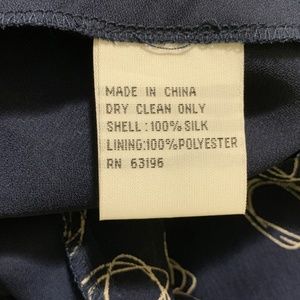 MADE IN CHINA
DRY CLEAN ONLY
SHELL:100%SILK
LINING:100%POLYESTER
RN 63196